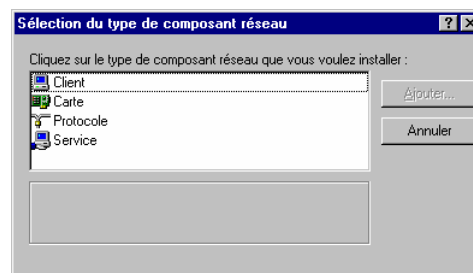 Sélection du type de composant réseau
Cliquez sur le type de composant réseau que vous voulez installer :
Client
Carte
Protocole
Service
Ajouter...
Annuler